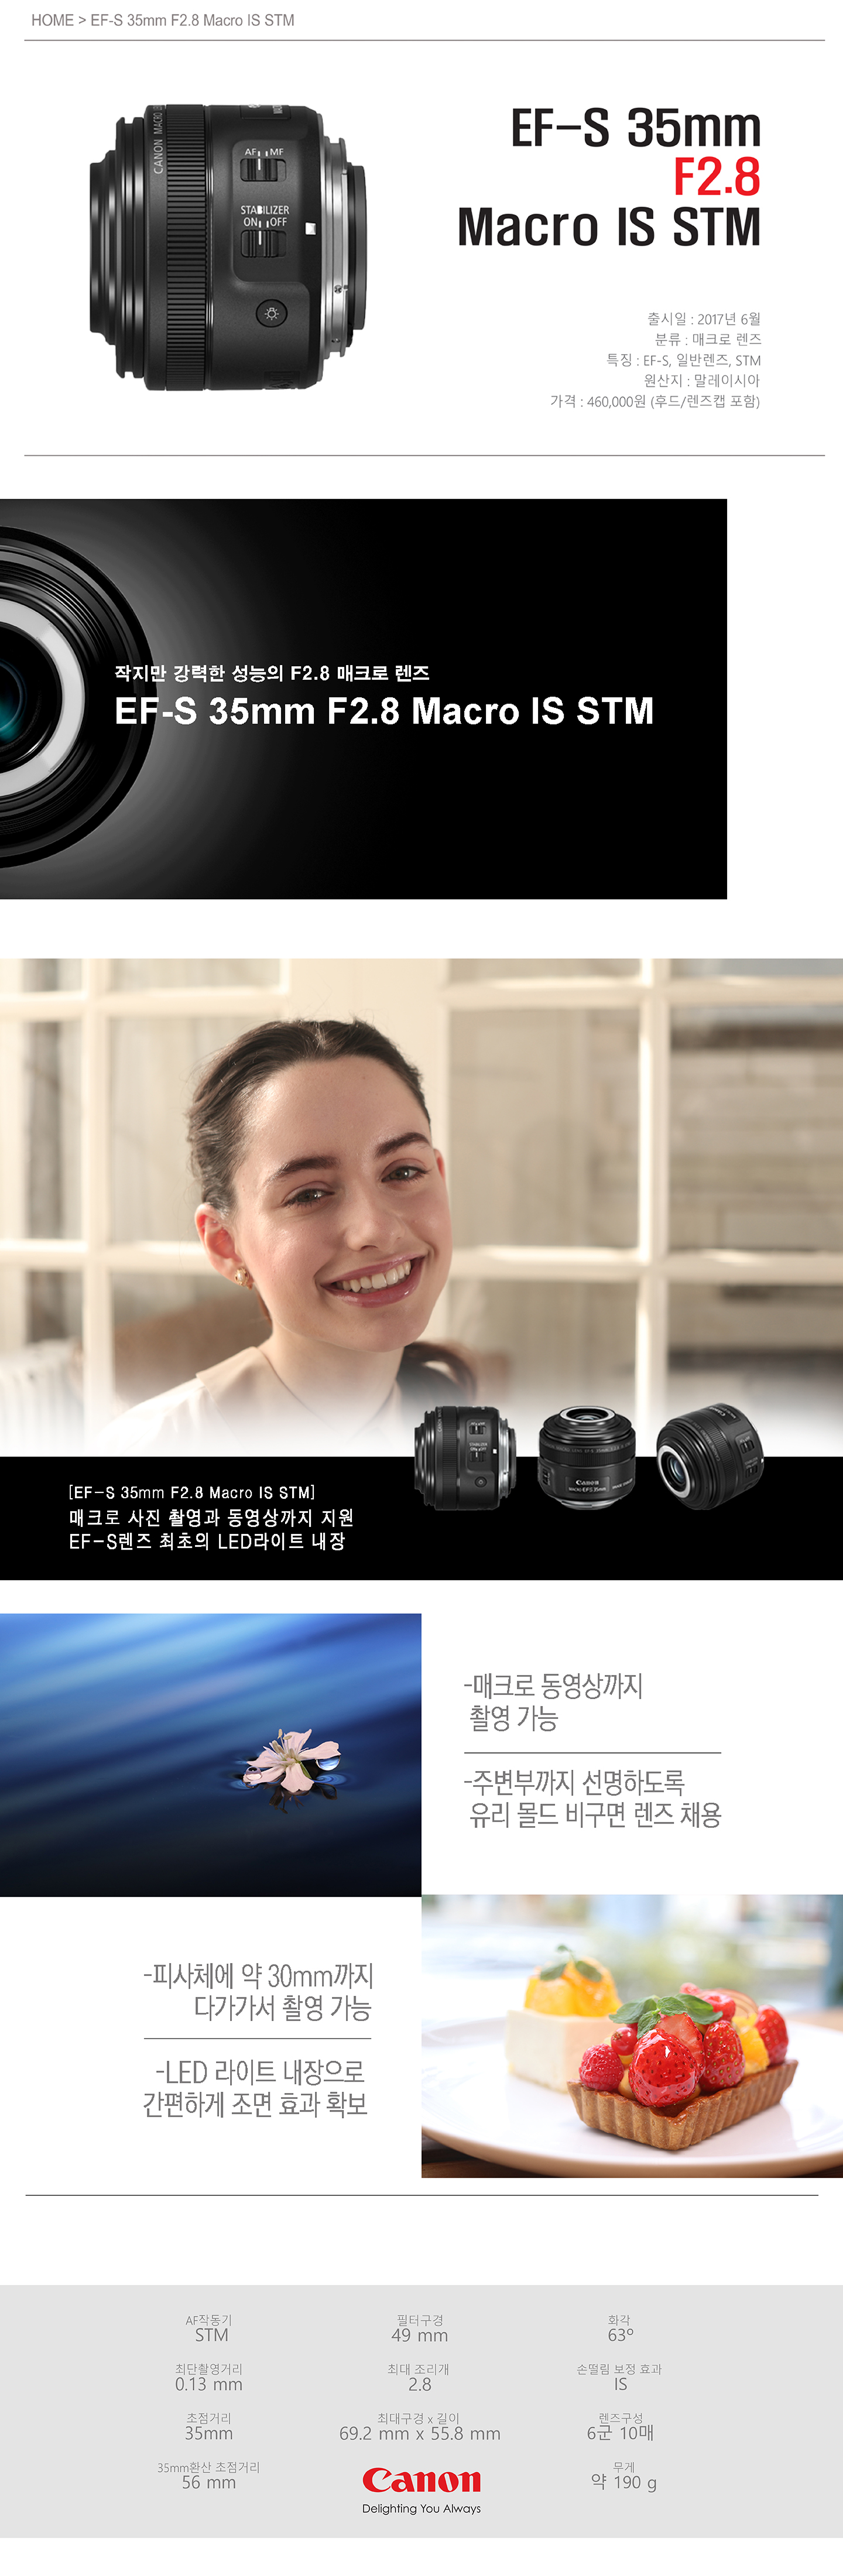 HOME > EF-S 35mm F2.8 Macro IS STM
CANON MACRO
AF MF
STABILIZER
ON OFF
EF-S 35mm
F2.8
Macro IS STM
출시일 : 2017년 6월
분류 : 매크로 렌즈
특징 : EF-S, 일반렌즈, STM
원산지 : 말레이시아
가격 : 460,000원 (후드/렌즈캡 포함)
작지만 강력한 성능의 F2.8 매크로 렌즈
EF-S 35mm F2.8 Macro IS STM
[EF-S 35mm F2.8 Macro IS STM]
매크로 사진 촬영과 동영상까지 지원
EF-S렌즈 최초의 LED라이트 내장
Canon
-매크로 동영상까지
촬영 가능
-주변부까지 선명하도록
유리 몰드 비구면 렌즈 채용
-피사체에 약 30mm까지
다가가서 촬영 가능
-LED 라이트 내장으로
간편하게 조면 효과 확보
AF작동기
STM
필터구경
49 mm
화각
63º
최단촬영거리
0.13 mm
최대 조리개
2.8
손떨림 보정 효과
IS
초점거리
35mm
최대구경 x 길이
69.2 mm x 55.8 mm
렌즈구성
6군 10매
35mm환산 초점거리
56 mm
Canon
Delighting You Always
무게
약 190 g